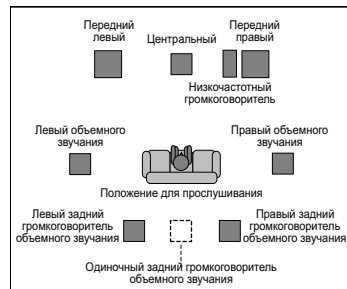 Передний
левый
Центральный
Передний
правый
Низкочастотный
громкоговоритель
Левый объемного
звучания
Правый объемного
звучания
Положение для прослушивания
Левый задний
громкоговоритель
объемного звучания
Правый задний
громкоговоритель
объемного звучания
Одиночный задний громкоговоритель
объемного звучания